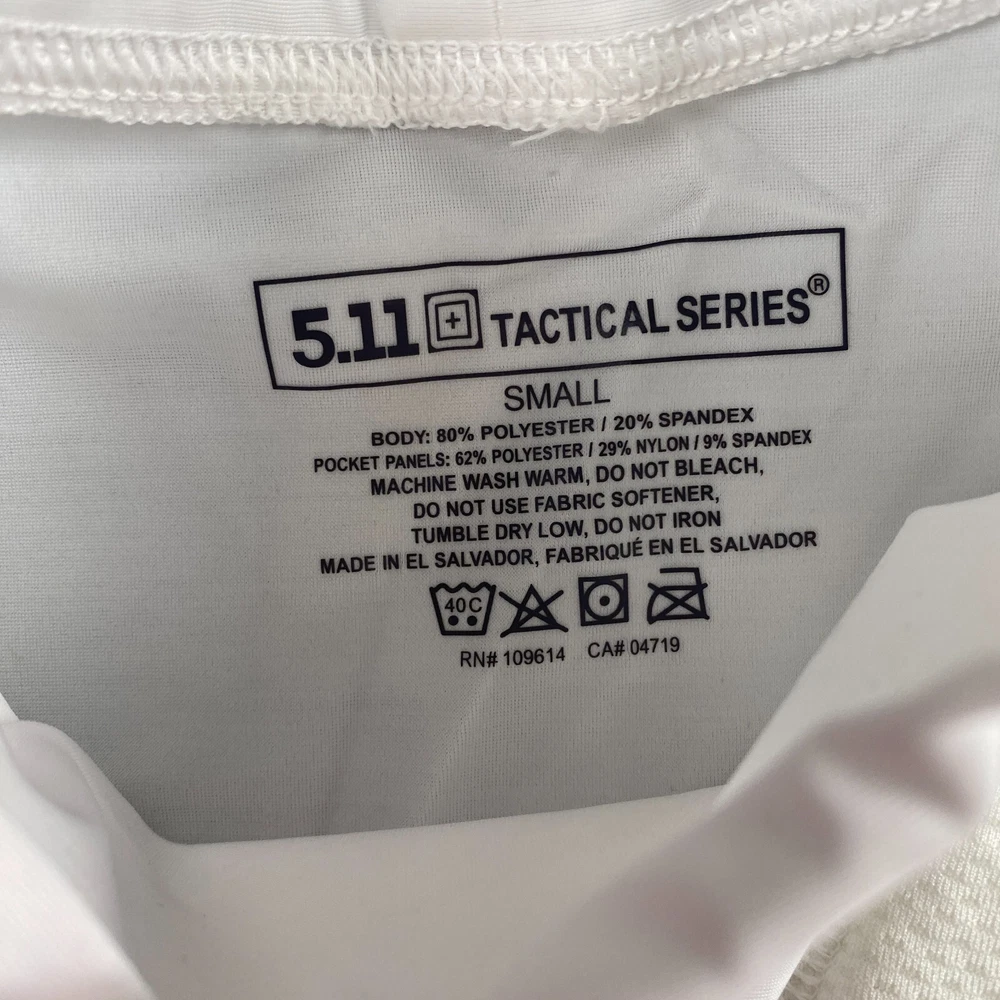 5.11 TACTICAL SERIES®
SMALL
BODY: 80% POLYESTER / 20% SPANDEX
POCKET PANELS: 62% POLYESTER / 29% NYLON / 9% SPANDEX
MACHINE WASH WARM, DO NOT BLEACH,
DO NOT USE FABRIC SOFTENER,
TUMBLE DRY LOW, DO NOT IRON
MADE IN EL SALVADOR, FABRIQUÉ EN EL SALVADOR
40C
RN# 109614 CA# 04719